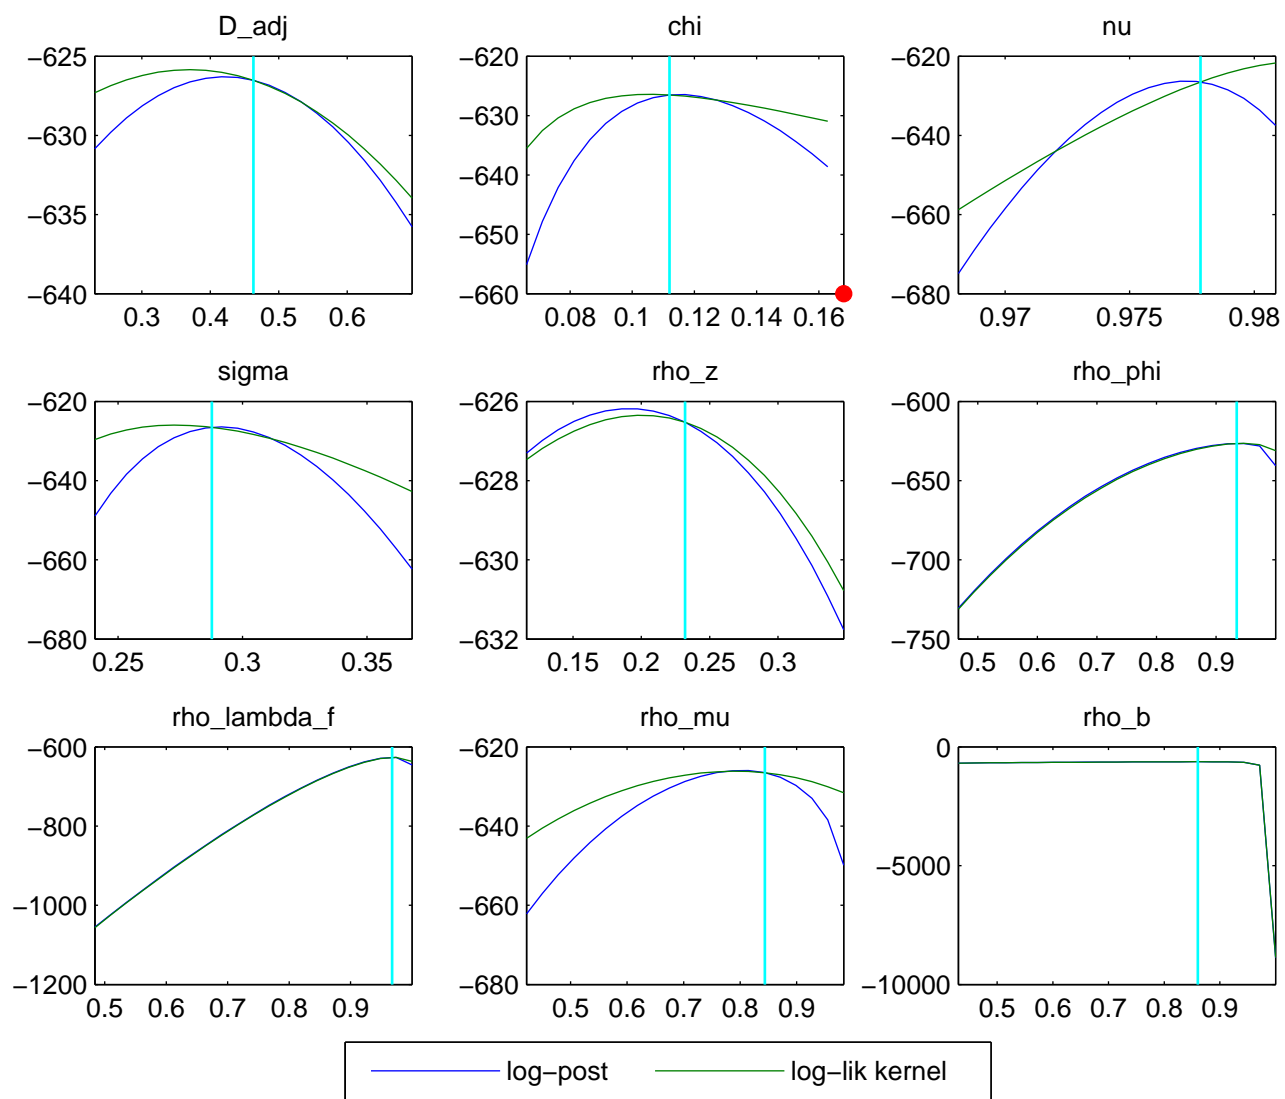 D_adj chi nu
−625 −620 −620
−630 −630 −640
−635 −640 −660
−650
−640 −660 −680
0.3 0.4 0.5 0.6 0.08 0.1 0.12 0.14 0.16 0.97 0.975 0.98
sigma rho_z rho_phi
−620 −626 −600
−640 −628 −650
−660 −630 −700
−680 −632 −750
0.25 0.3 0.35 0.15 0.2 0.25 0.3 0.5 0.6 0.7 0.8 0.9
rho_lambda_f rho_mu rho_b
−600 −620 0
−800 −640 −5000
−1000 −660
−1200 −680 −10000
0.5 0.6 0.7 0.8 0.9 0.5 0.6 0.7 0.8 0.9 0.5 0.6 0.7 0.8 0.9
log−post log−lik kernel